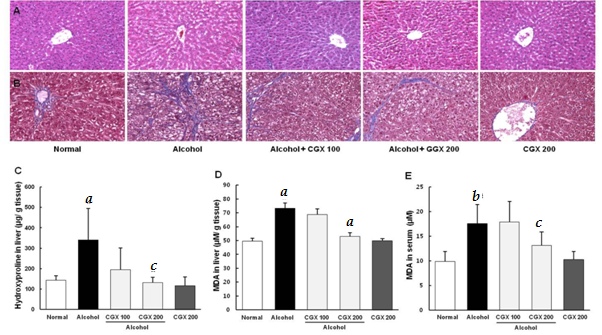 A
B
Normal Alcohol Alcohol+ CGX 100 Alcohol+ GGX 200 CGX 200
C
Hydroxyproline in liver (μg/ g tissue)
600
500
400
300
200
100
0
a
c
Normal Alcohol CGX 100 CGX 200 CGX 200
Alcohol
D
MDA in liver (μM/ g tissue)
90
80
70
60
50
40
30
20
10
0
a
a
Normal Alcohol CGX 100 CGX 200 CGX 200
Alcohol
E
MDA in serum (μM)
25
20
15
10
5
0
b
c
Normal Alcohol CGX 100 CGX 200 CGX 200
Alcohol